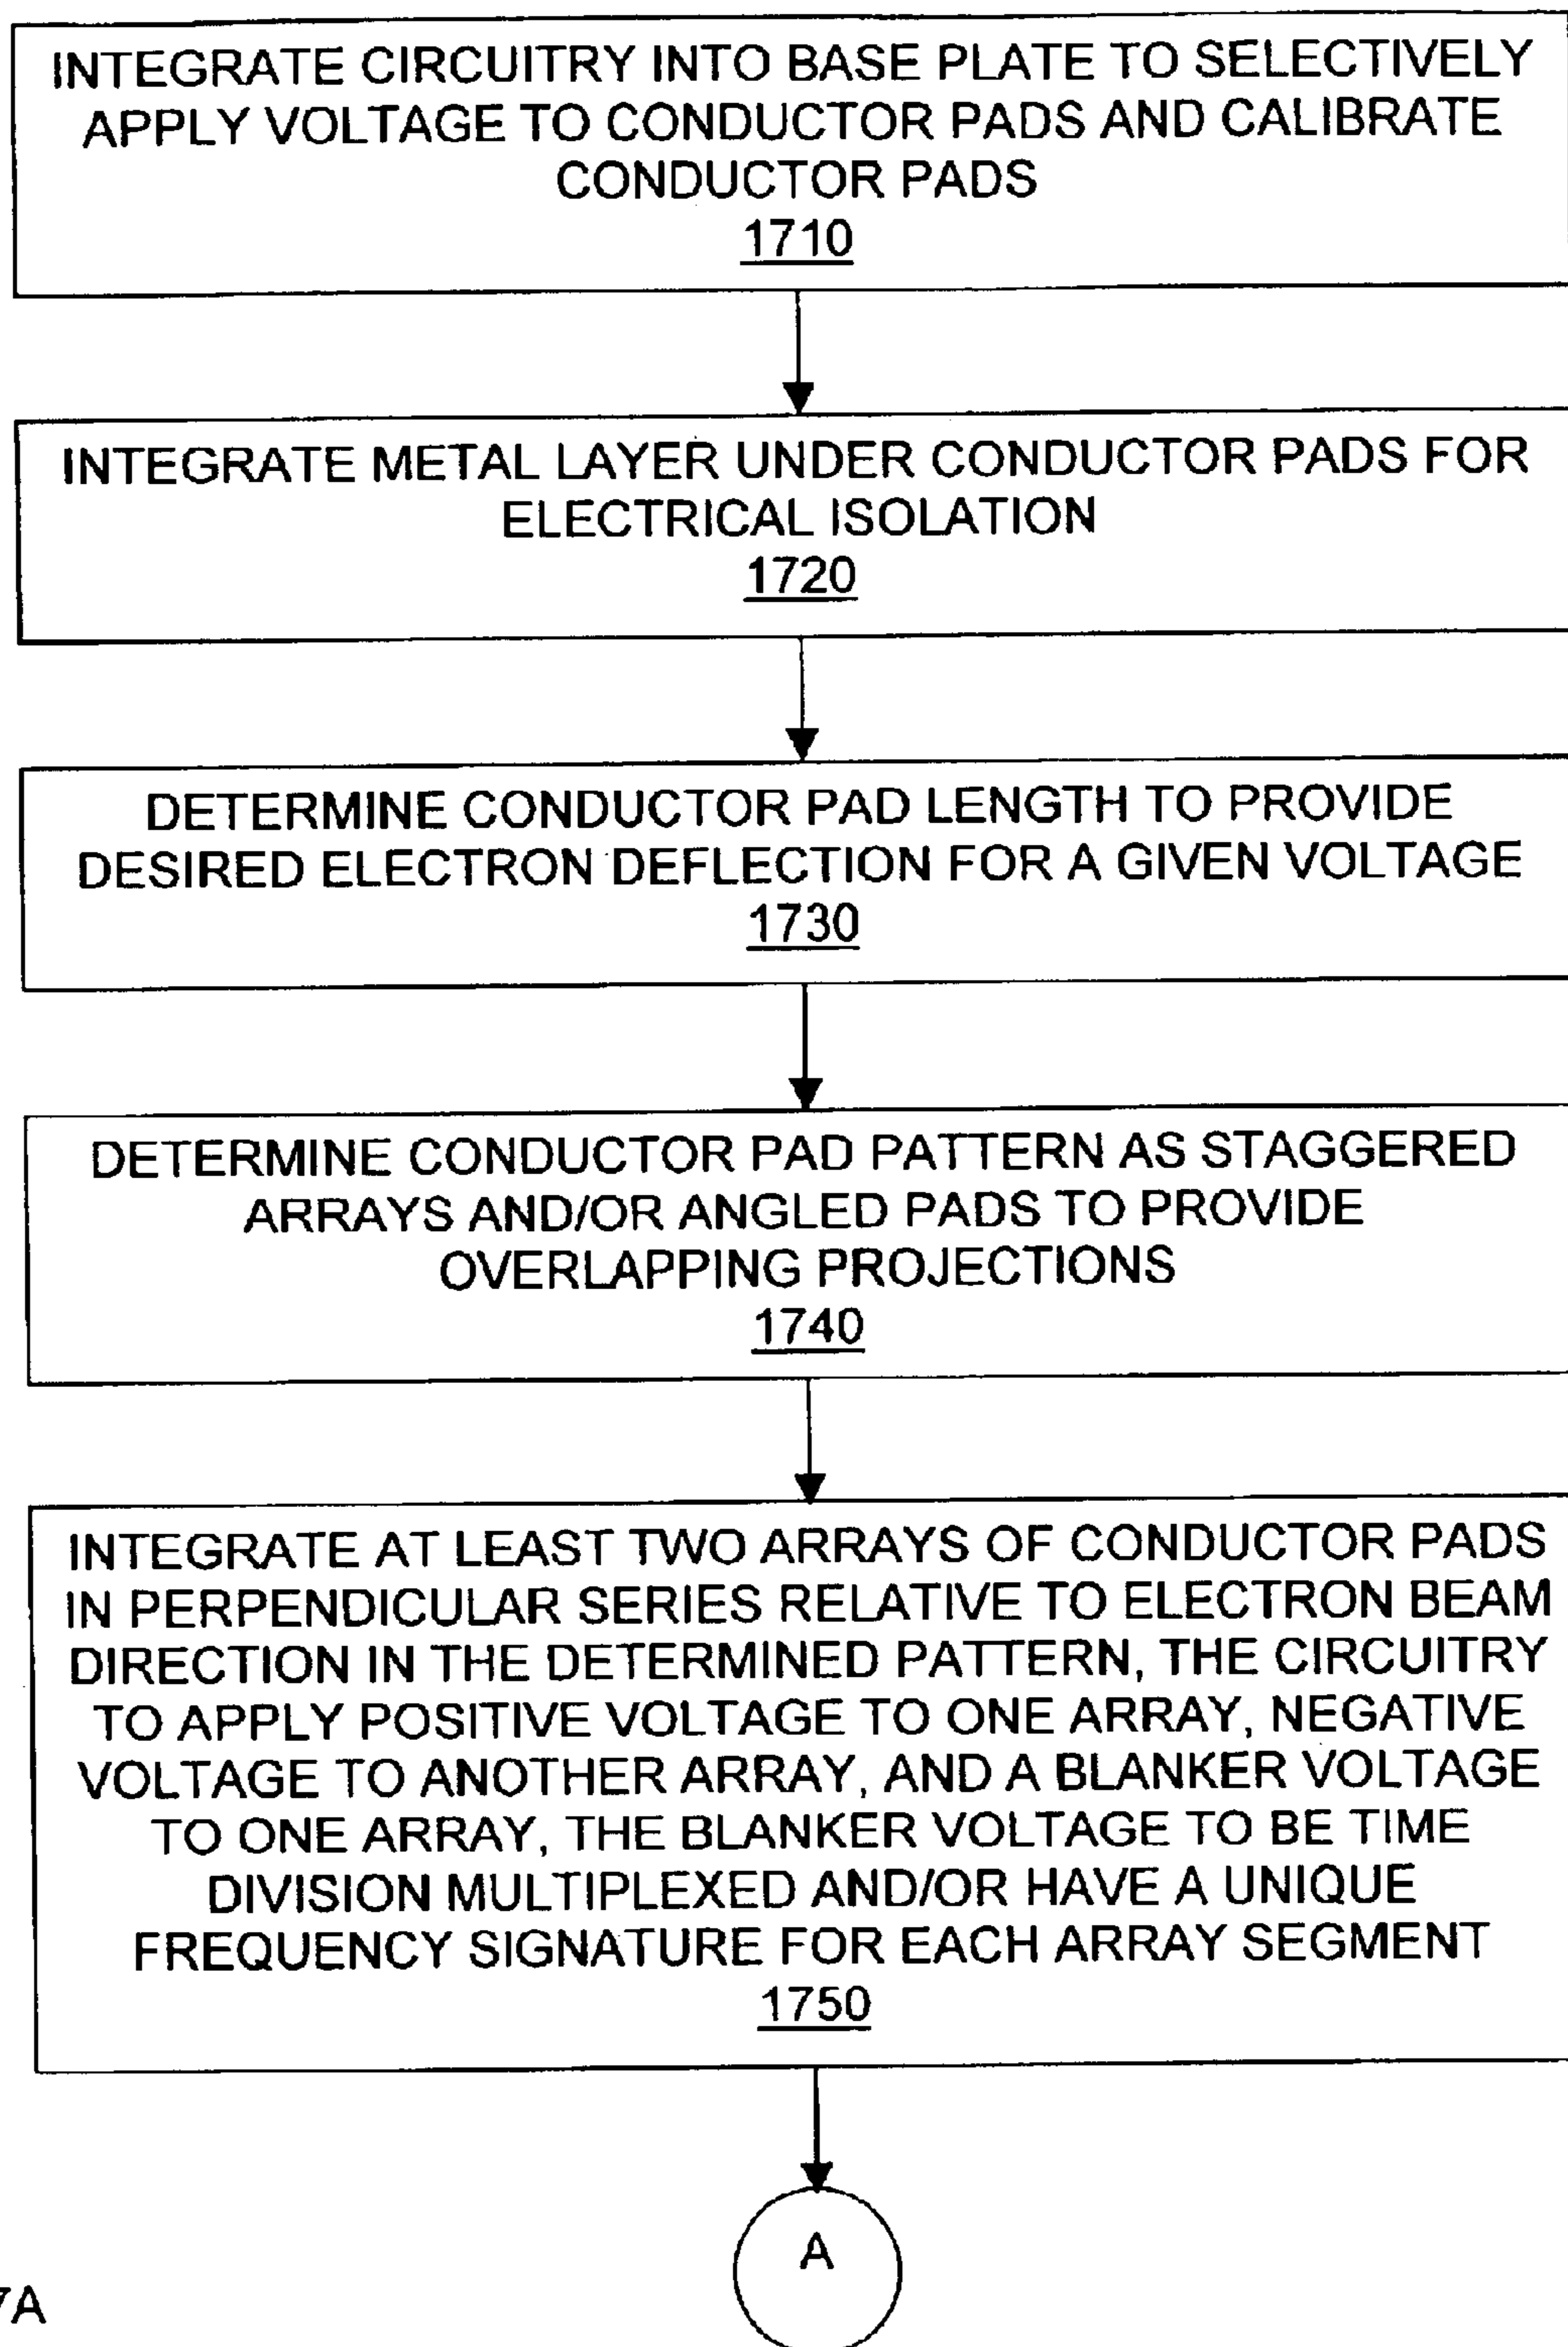 INTEGRATE CIRCUITRY INTO BASE PLATE TO SELECTIVELY
APPLY VOLTAGE TO CONDUCTOR PADS AND CALIBRATE
CONDUCTOR PADS
1710
INTEGRATE METAL LAYER UNDER CONDUCTOR PADS FOR
ELECTRICAL ISOLATION
1720
DETERMINE CONDUCTOR PAD LENGTH TO PROVIDE
DESIRED ELECTRON DEFLECTION FOR A GIVEN VOLTAGE
1730
DETERMINE CONDUCTOR PAD PATTERN AS STAGGERED
ARRAYS AND/OR ANGLED PADS TO PROVIDE
OVERLAPPING PROJECTIONS
1740
INTEGRATE AT LEAST TWO ARRAYS OF CONDUCTOR PADS
IN PERPENDICULAR SERIES RELATIVE TO ELECTRON BEAM
DIRECTION IN THE DETERMINED PATTERN, THE CIRCUITRY
TO APPLY POSITIVE VOLTAGE TO ONE ARRAY, NEGATIVE
VOLTAGE TO ANOTHER ARRAY, AND A BLANKER VOLTAGE
TO ONE ARRAY, THE BLANKER VOLTAGE TO BE TIME
DIVISION MULTIPLEXED AND/OR HAVE A UNIQUE
FREQUENCY SIGNATURE FOR EACH ARRAY SEGMENT
1750
A
7A